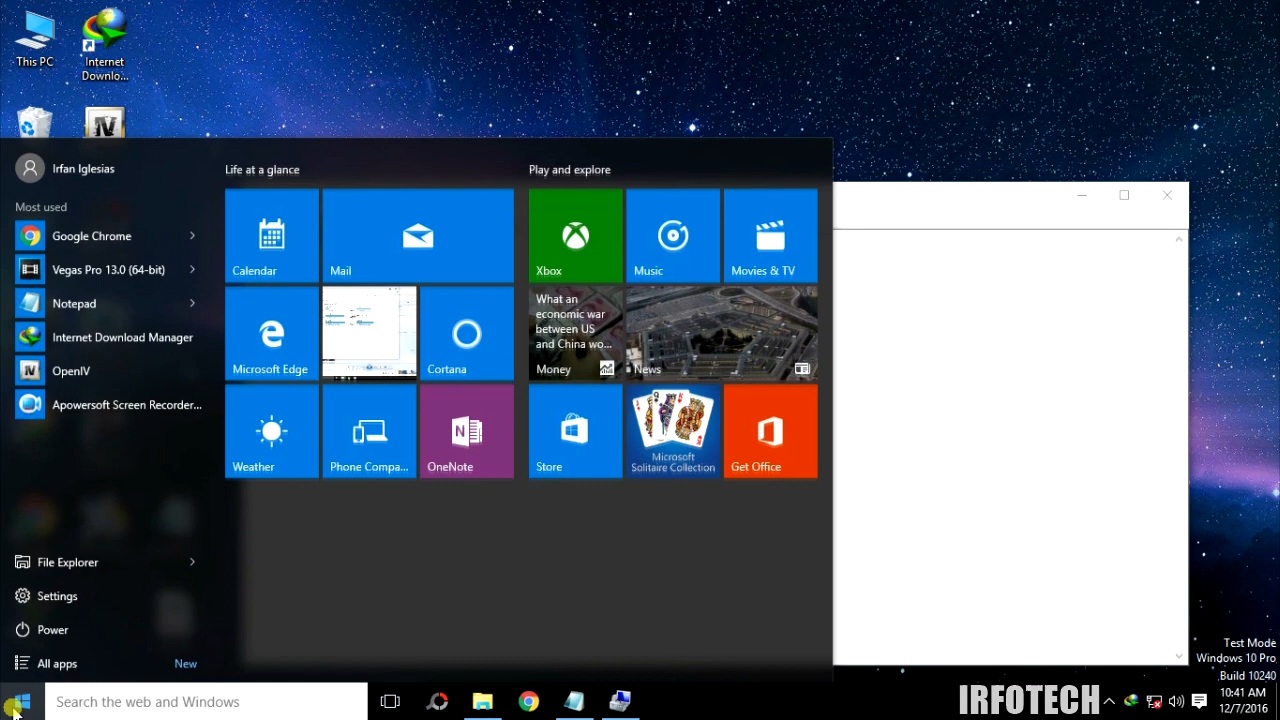 This PC
Internet
Downlo...
Irfan Iglesias
Most used
Google Chrome
Vegas Pro 13.0 (64-bit)
Notepad
Internet Download Manager
OpenIV
Apowersoft Screen Recorder...
File Explorer
Settings
Power
All apps
New
Life at a glance
Calendar
Mail
Microsoft Edge
Cortana
Weather
Phone Compa...
OneNote
Play and explore
Xbox
Music
Movies & TV
What an
economic war
between US
and China wo...
Money
News
Store
Microsoft
Solitaire Collection
Get Office
Test Mode
Windows 10 Pro
Build 10240
Search the web and Windows
IRFOTECH
10:41 AM
12/7/2016